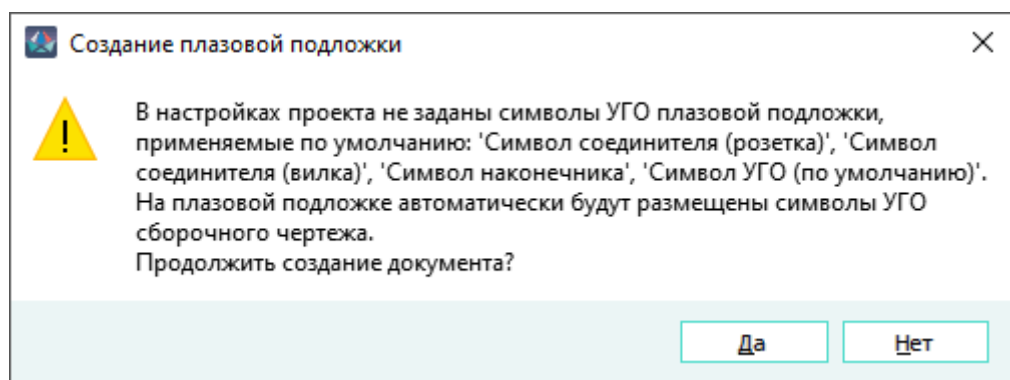 Создание плазовой подложки
В настройках проекта не заданы символы УГО плазовой подложки,
применяемые по умолчанию: 'Символ соединителя (розетка)', 'Символ
соединителя (вилка)', 'Символ наконечника', 'Символ УГО (по умолчанию)'.
На плазовой подложке автоматически будут размещены символы УГО
сборочного чертежа.
Продолжить создание документа?
Да Нет